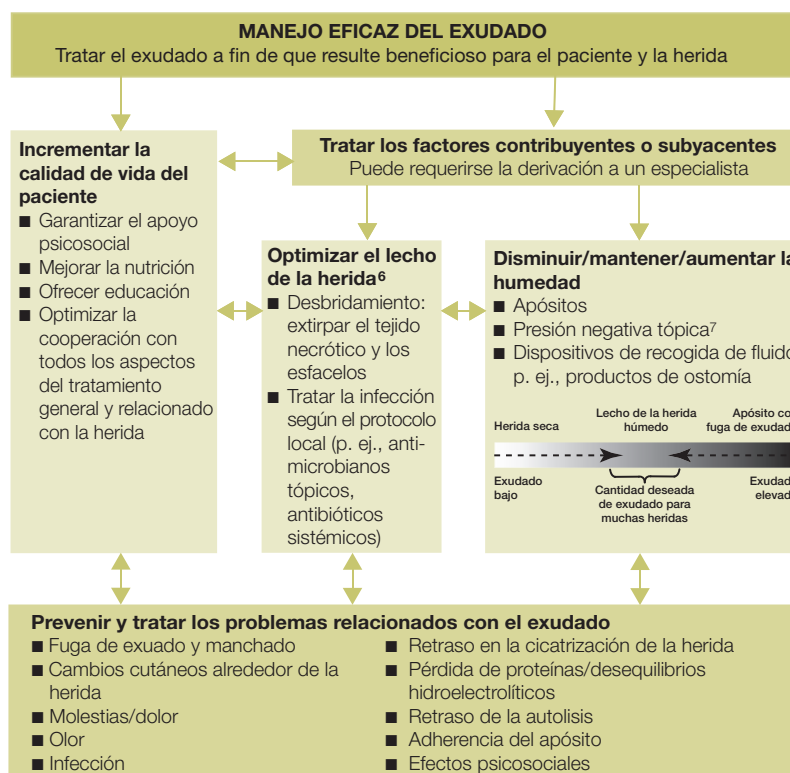 MANEJO EFICAZ DEL EXUDADO
Tratar el exudado a fin de que resulte beneficioso para el paciente y la herida
Incrementar la
calidad de vida del
paciente
■ Garantizar el apoyo
psicosocial
■ Mejorar la nutrición
■ Ofrecer educación
■ Optimizar la
cooperación con
todos los aspectos
del tratamiento
general y relacionado
con la herida
Tratar los factores contribuyentes o subyacentes
Puede requerirse la derivación a un especialista
Optimizar el lecho
de la herida⁶
■ Desbridamiento:
extirpar el tejido
necrótico y los
esfacelos
■ Tratar la infección
según el protocolo
local (p. ej., anti-
microbianos
tópicos,
antibióticos
sistémicos)
Disminuir/mantener/aumentar la
humedad
■ Apósitos
■ Presión negativa tópica⁷
■ Dispositivos de recogida de fluido
p. ej., productos de ostomía
Herida seca
Lecho de la herida
húmedo
Apósito co
fuga de exudad
Exudado
bajo
Cantidad deseada
de exudado para
muchas heridas
Exudad
elevad
Prevenir y tratar los problemas relacionados con el exudado
■ Fuga de exuado y manchado
■ Cambios cutáneos alrededor de la
herida
■ Molestias/dolor
■ Olor
■ Infección
■ Retraso en la cicatrización de la herida
■ Pérdida de proteínas/desequilibrios
hidroelectrolíticos
■ Retraso de la autolisis
■ Adherencia del apósito
■ Efectos psicosociales